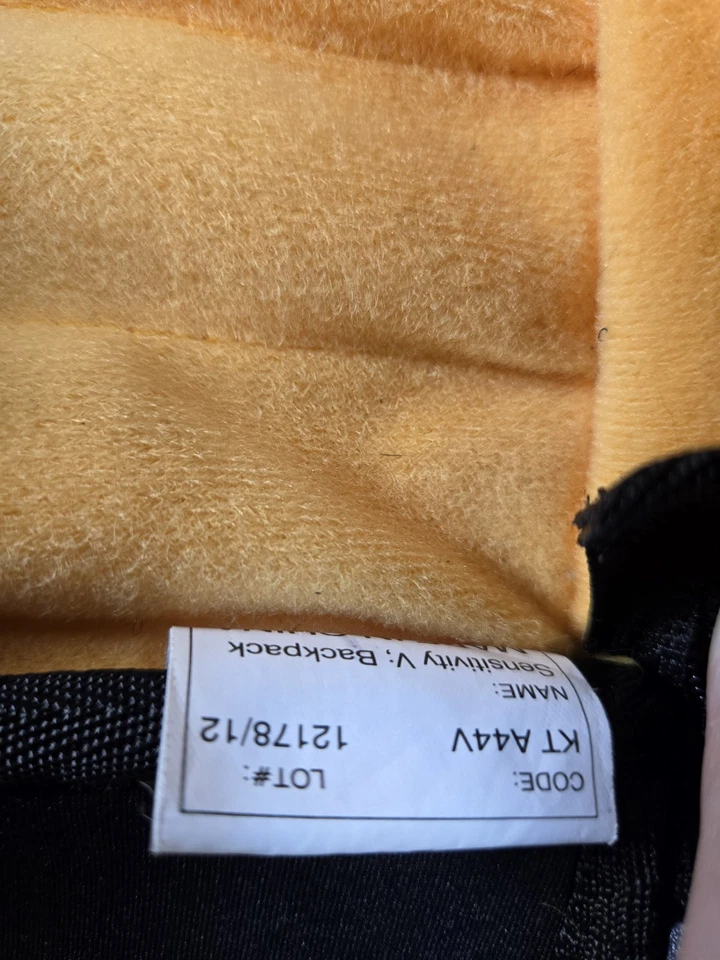 CODE: LOT#:
KT A44V 12178/12
NAME:
Sensitivity V; Backpack